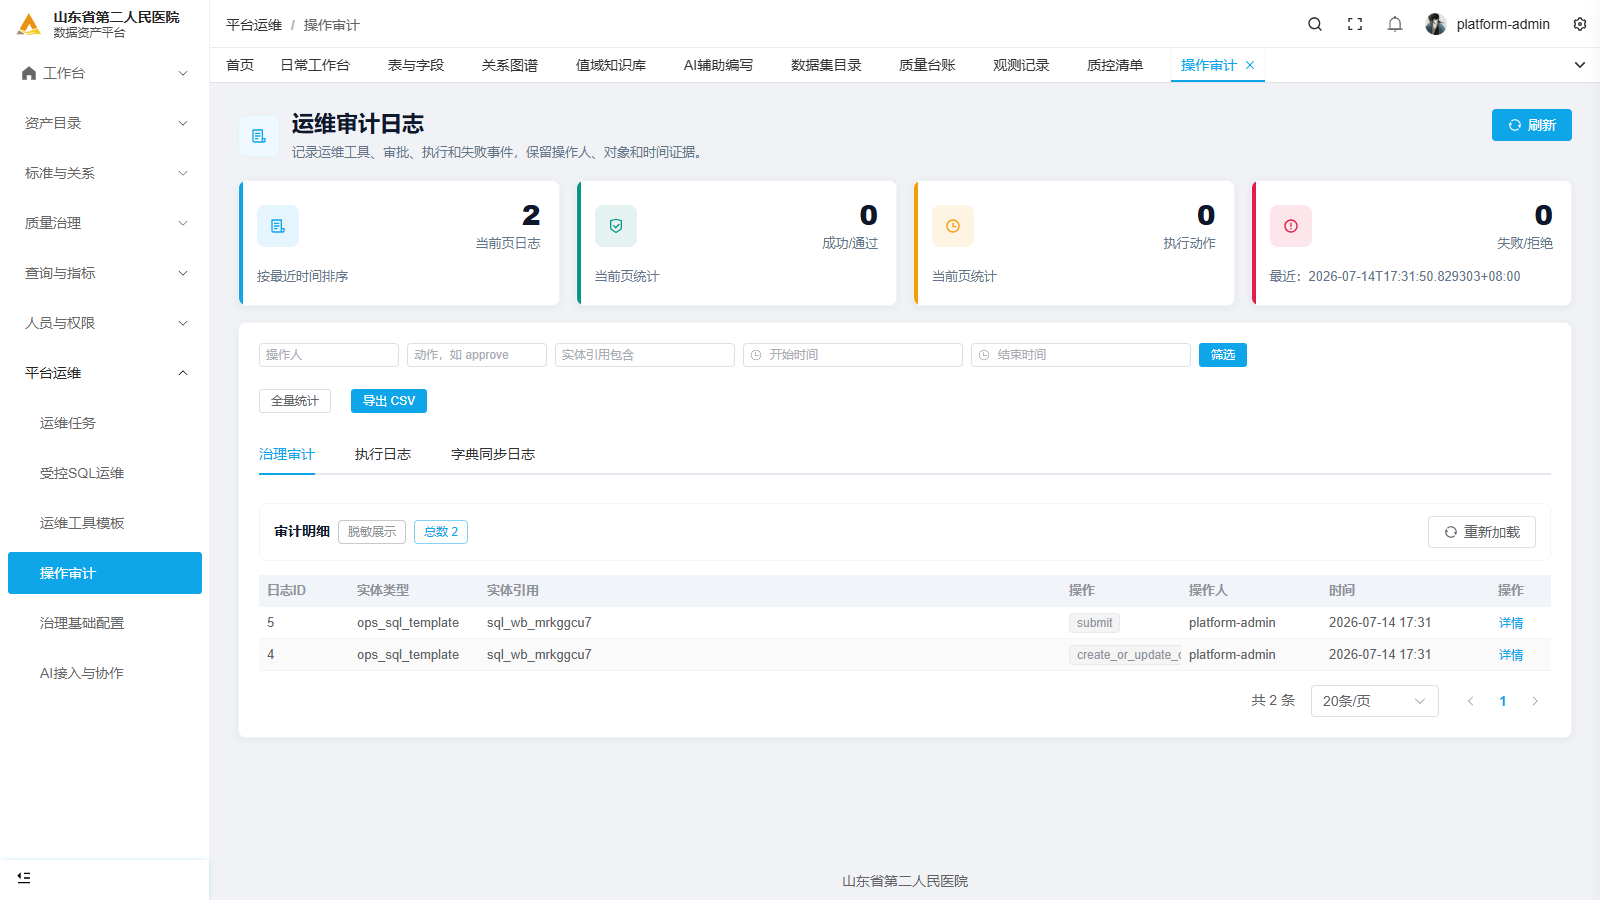 山东省第二人民医院
数据资产平台
平台运维 / 操作审计
platform-admin
首页 日常工作台 表与字段 关系图谱 值域知识库 AI辅助编写 数据集目录 质量台账 观测记录 质控清单 操作审计
工作台
资产目录
标准与关系
质量治理
查询与指标
人员与权限
平台运维
运维任务
受控SQL运维
运维工具模板
操作审计
治理基础配置
AI接入与协作
运维审计日志
记录运维工具、审批、执行和失败事件，保留操作人、对象和时间证据。
刷新
2
当前页日志
按最近时间排序
0
成功/通过
当前页统计
0
执行动作
当前页统计
0
失败/拒绝
最近：2026-07-14T17:31:50.829303+08:00
操作人 动作，如 approve 实体引用包含 开始时间 结束时间 筛选
全量统计 导出 CSV
治理审计 执行日志 字典同步日志
审计明细 脱敏展示 总数 2 重新加载
日志ID 实体类型 实体引用 操作 操作人 时间 操作
5 ops_sql_template sql_wb_mrkggcu7 submit platform-admin 2026-07-14 17:31 详情
4 ops_sql_template sql_wb_mrkggcu7 create_or_update_ platform-admin 2026-07-14 17:31 详情
共 2 条 20条/页 1
山东省第二人民医院